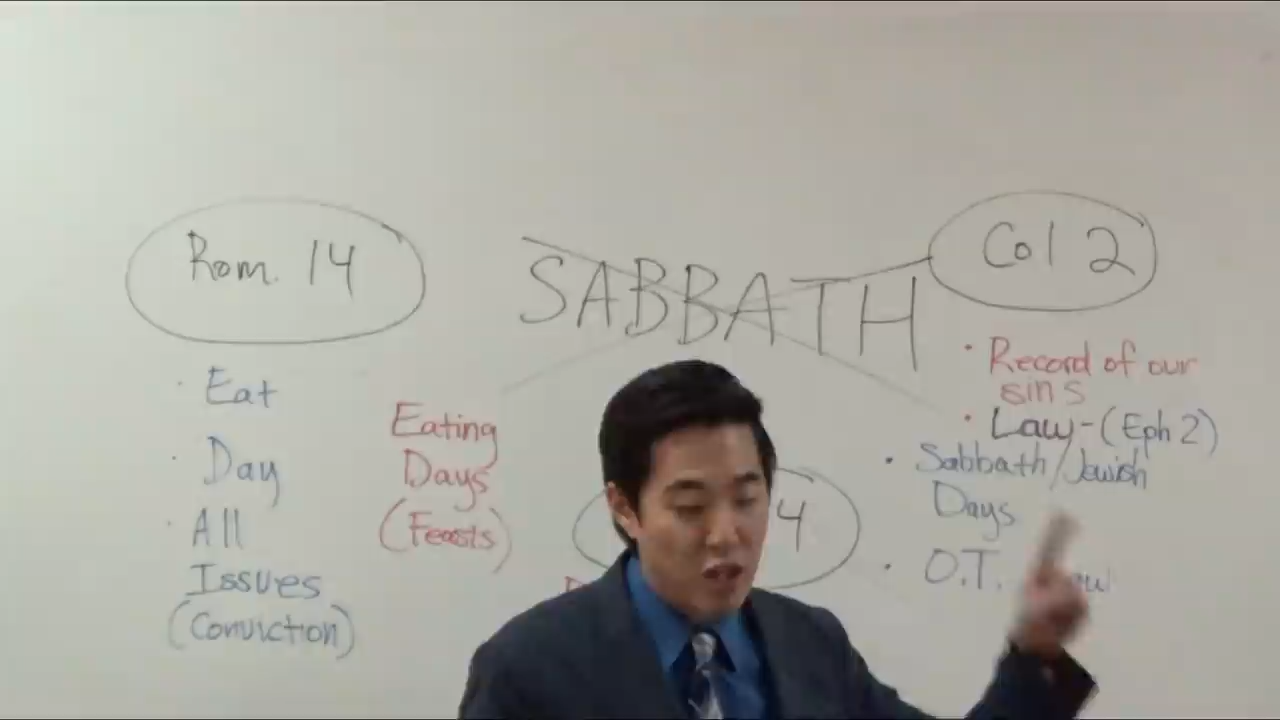 Rom. 14
SABBATH
Col 2
• Eat
• Day
• All
Issues
(Conviction)
Eating
Days
(Feasts)
4
• Record of our
sins
• Law-(Eph 2)
• Sabbath/Jewish
Days
• O.T.